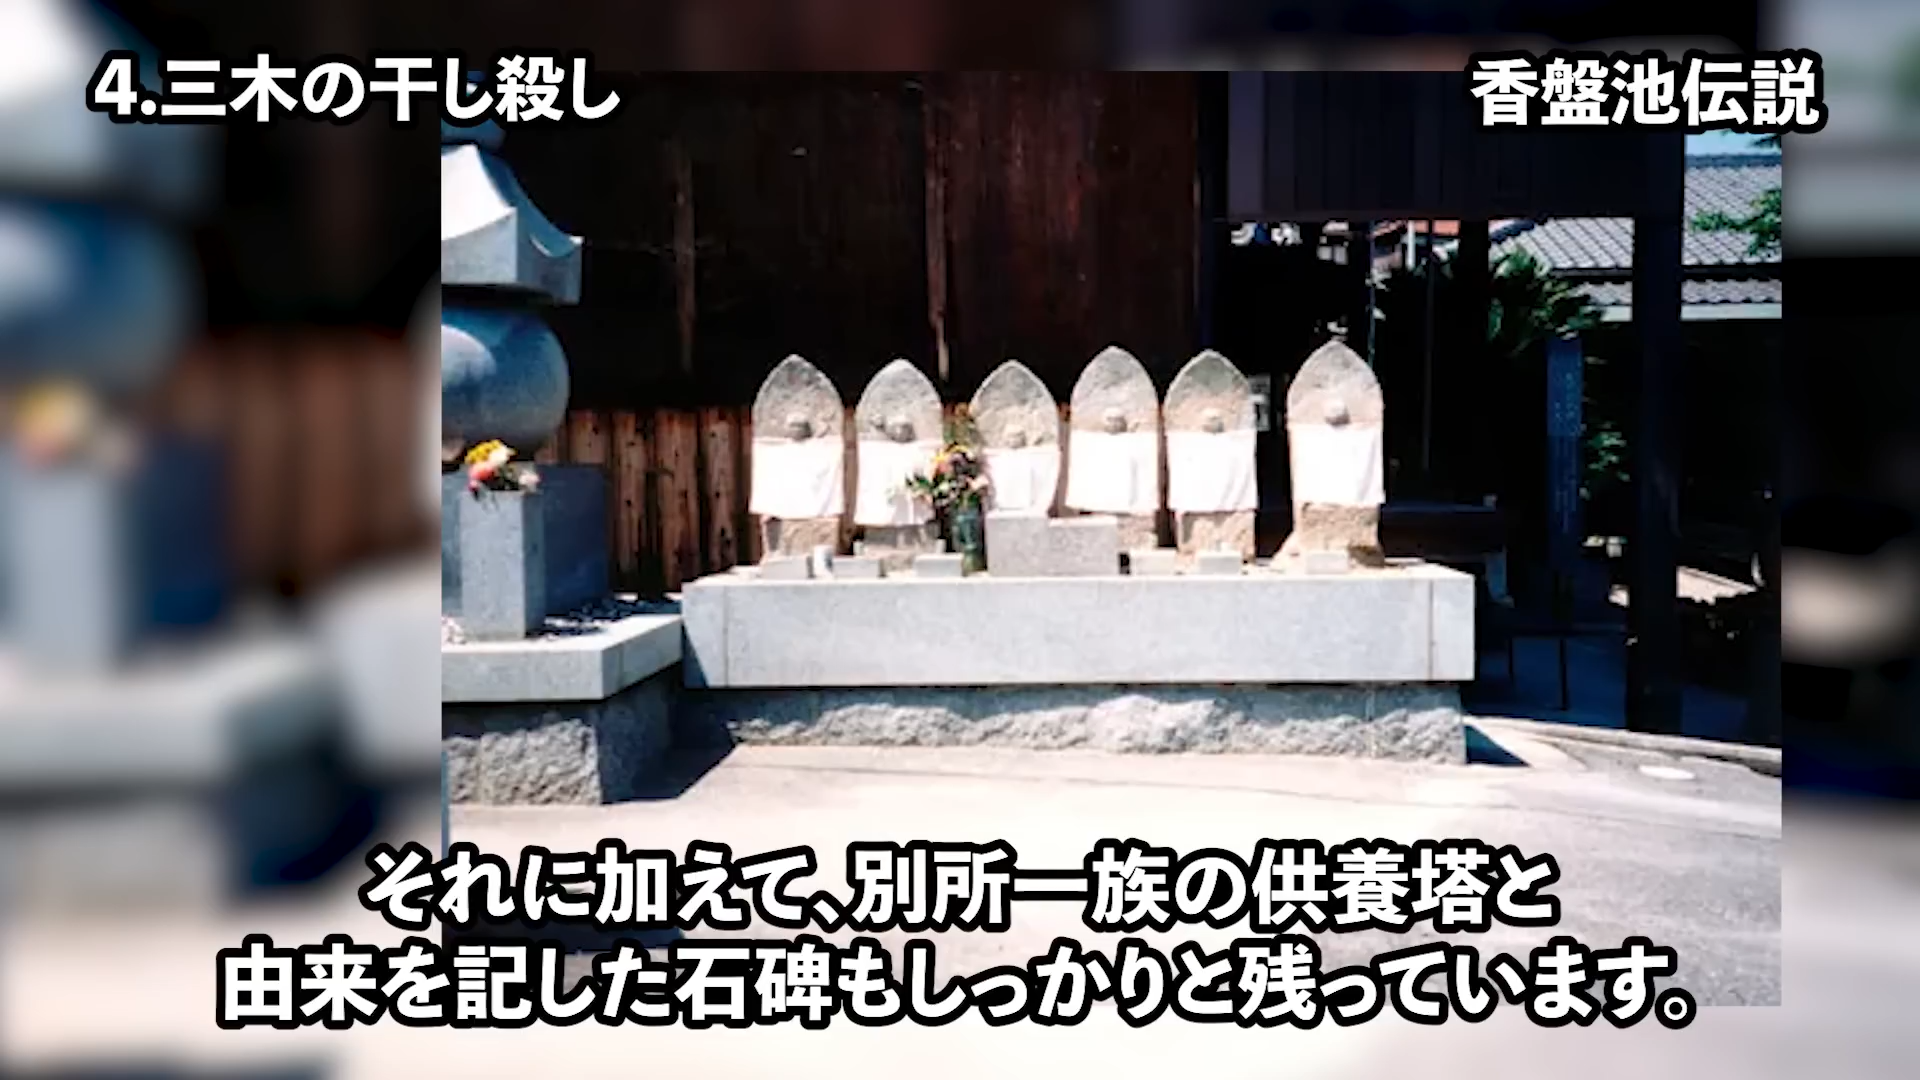 4.三木の干し殺し
香盤池伝説
それに加えて、別所一族の供養塔と
由来を記した石碑もしっかりと残っています。